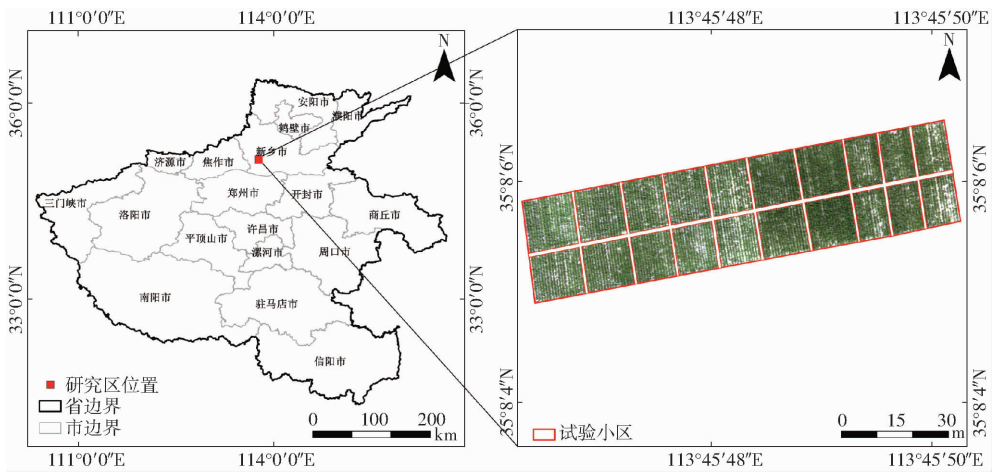 111°0′0″E
114°0′0″E
113°45′48″E
113°45′50″E
36°0′0″N
33°0′0″N
N
安阳市
濮阳市
鹤壁市
新乡市
济源市
焦作市
三门峡市
洛阳市
郑州市
开封市
商丘市
平顶山市
许昌市
漯河市
周口市
南阳市
驻马店市
信阳市
研究区位置
省边界
市边界
0 100 200
km
111°0′0″E
114°0′0″E
N
35°8′6″N
35°8′4″N
35°8′6″N
35°8′4″N
试验小区
0 15 30
m
113°45′48″E
113°45′50″E